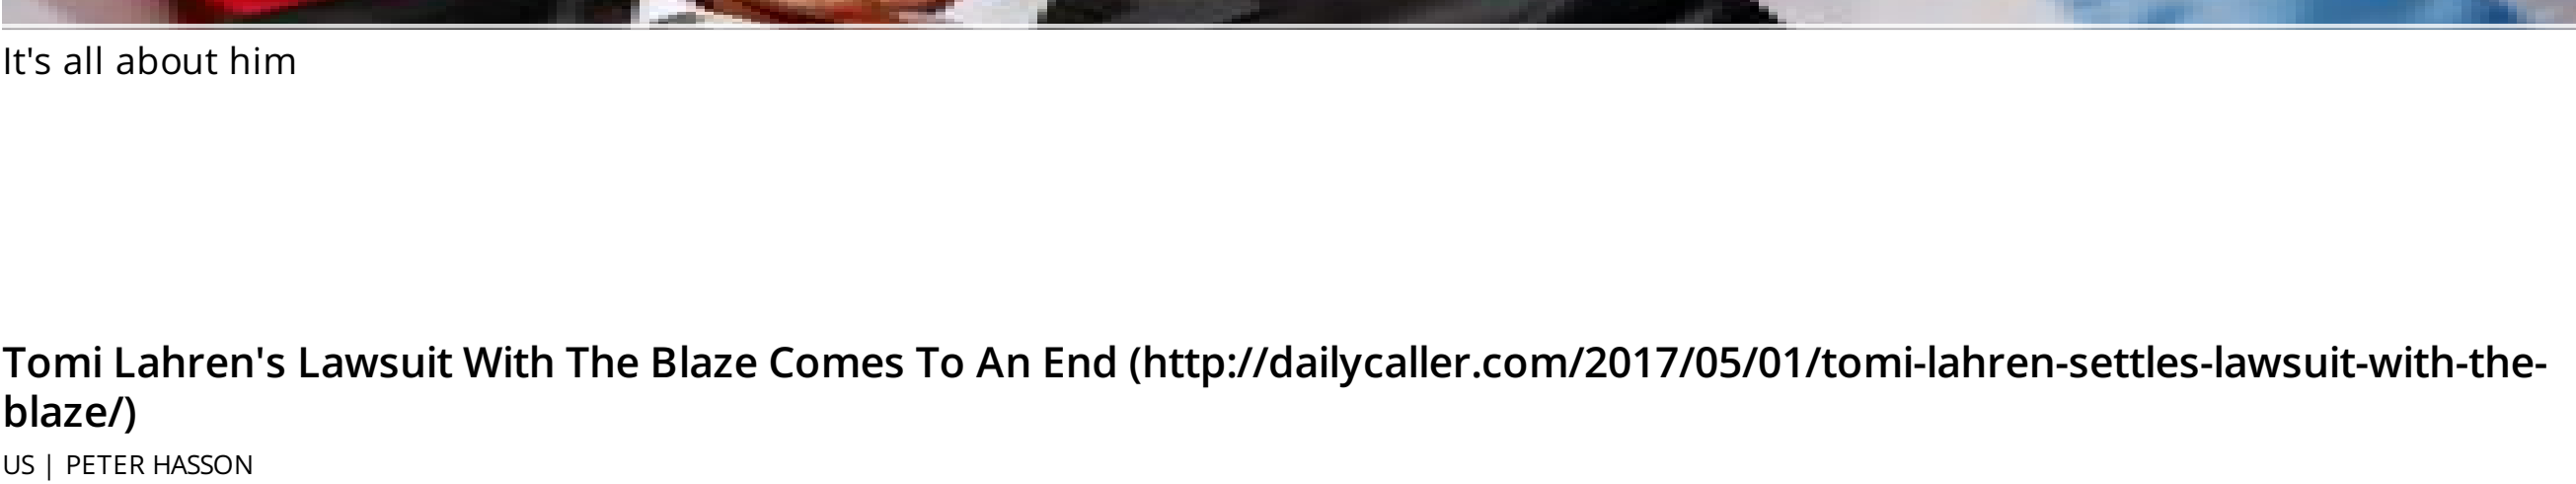 It's all about him
Tomi Lahren's Lawsuit With The Blaze Comes To An End (http://dailycaller.com/2017/05/01/tomi-lahren-settles-lawsuit-with-the-
blaze/)
US | PETER HASSON